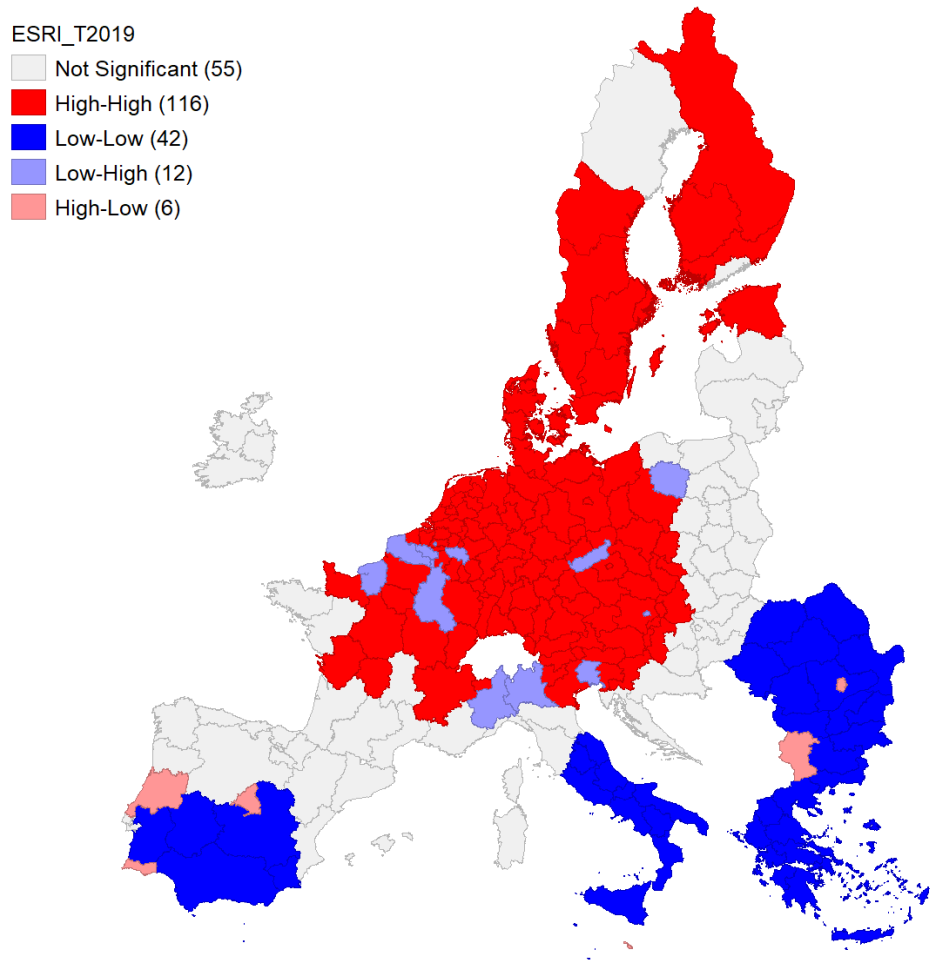 ESRI_T2019
Not Significant (55)
High-High (116)
Low-Low (42)
Low-High (12)
High-Low (6)